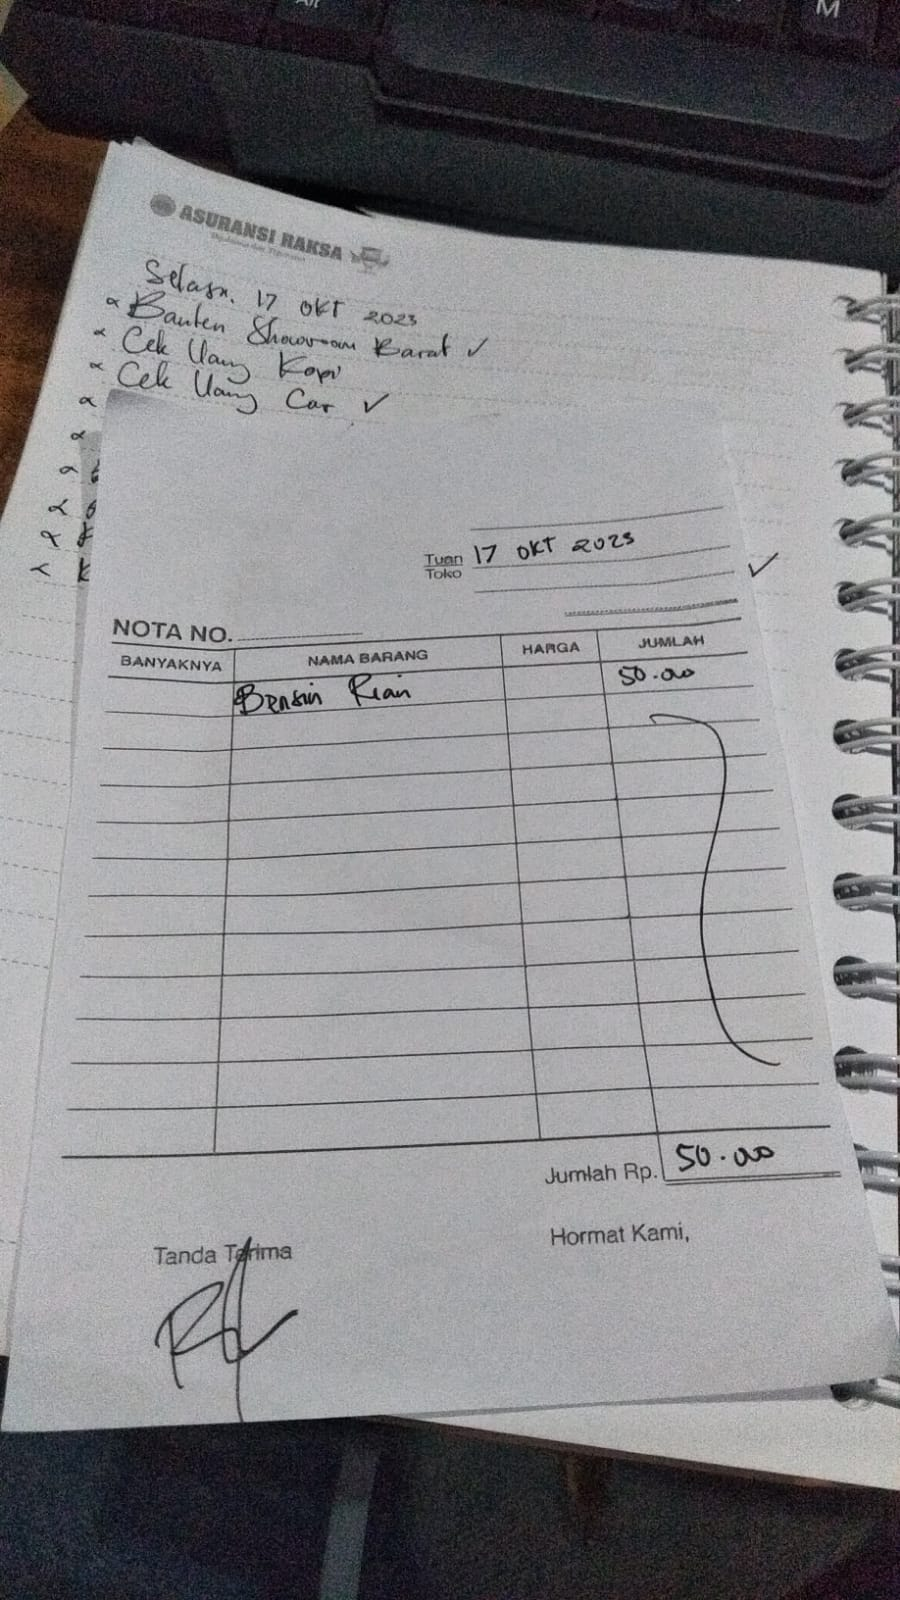 M
ASURANSI RAKSA
Selasa, 17 OKT 2023
∝ Banten Showroom Barat ✓
∝ Cek Uang Kopi
∝ Cek Uang Car ✓
Tuan 17 OKT 2023
Toko
✓
NOTA NO.
BANYAKNYA NAMA BARANG HARGA JUMLAH
Bensin Rian 50.000
Jumlah Rp. 50.000
Tanda Terima Hormat Kami,